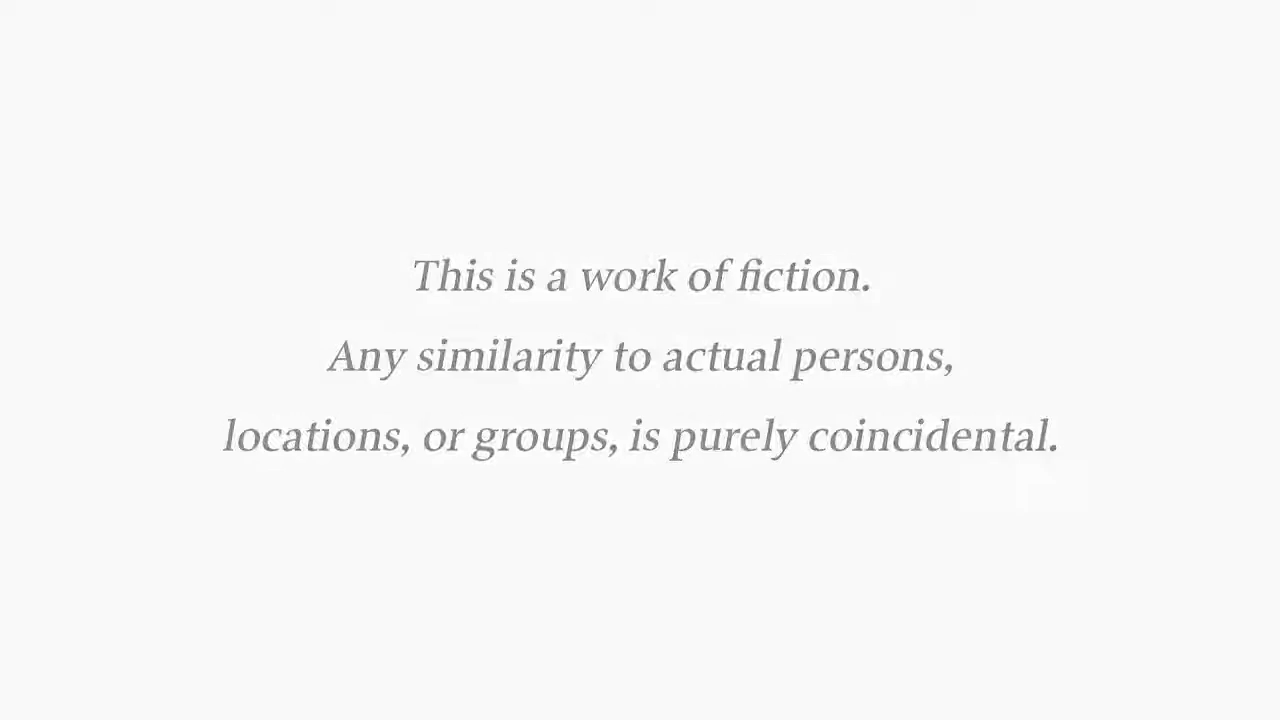 This is a work of fiction.
Any similarity to actual persons,
locations, or groups, is purely coincidental.